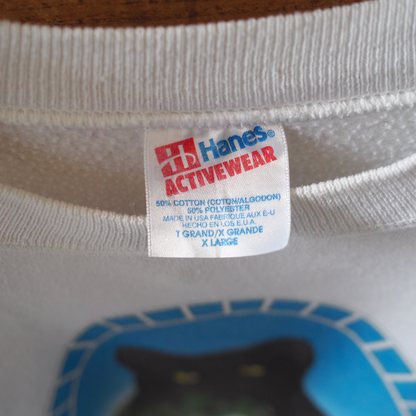 Hanes®
ACTIVEWEAR
50% COTTON (COTON/ALGODON)
50% POLYESTER
MADE IN USA FABRIQUE AUX E-U
HECHO EN LOS E.U.A.
T GRAND/X GRANDE
X LARGE